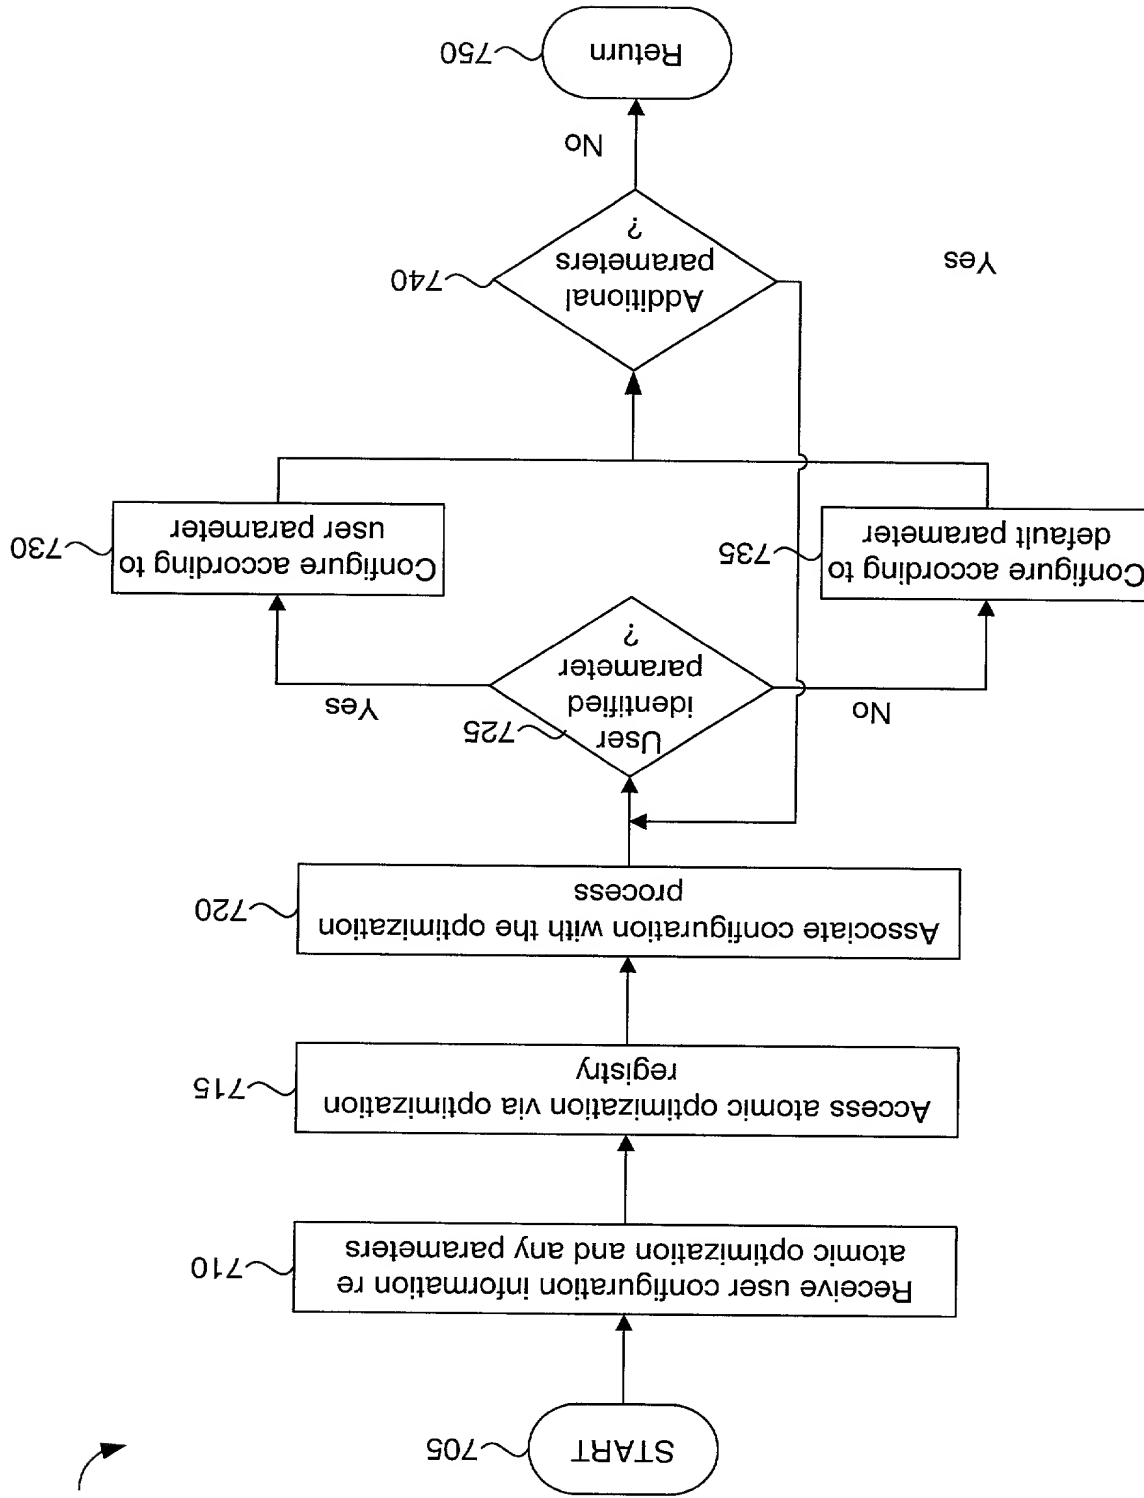 START
705
Receive user configuration information re
atomic optimization and any parameters
710
Access atomic optimization via optimization
registry
715
Associate configuration with the optimization
process
720
User
identified
parameter
?
725
No
Yes
Configure according to
default parameter
735
Configure according to
user parameter
730
Additional
parameters
?
740
Yes
No
Return
750